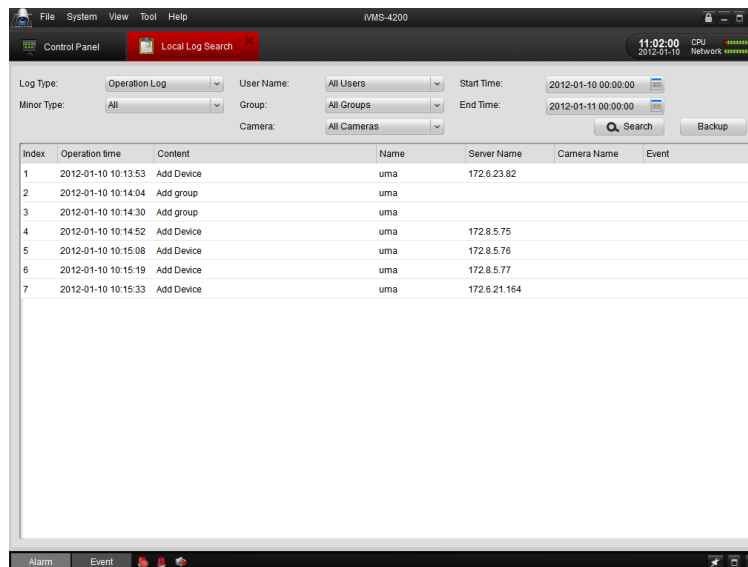 File System View Tool Help iVMS-4200
Control Panel Local Log Search 11:02:00 2012-01-10 CPU Network
Log Type: Operation Log User Name: All Users Start Time: 2012-01-10 00:00:00
Minor Type: All Group: All Groups End Time: 2012-01-11 00:00:00
Camera: All Cameras Search Backup
Index Operation time Content Name Server Name Camera Name Event
1 2012-01-10 10:13:53 Add Device uma 172.6.23.82
2 2012-01-10 10:14:04 Add group uma
3 2012-01-10 10:14:30 Add group uma
4 2012-01-10 10:14:52 Add Device uma 172.8.5.75
5 2012-01-10 10:15:08 Add Device uma 172.8.5.76
6 2012-01-10 10:15:19 Add Device uma 172.8.5.77
7 2012-01-10 10:15:33 Add Device uma 172.6.21.164
Alarm Event